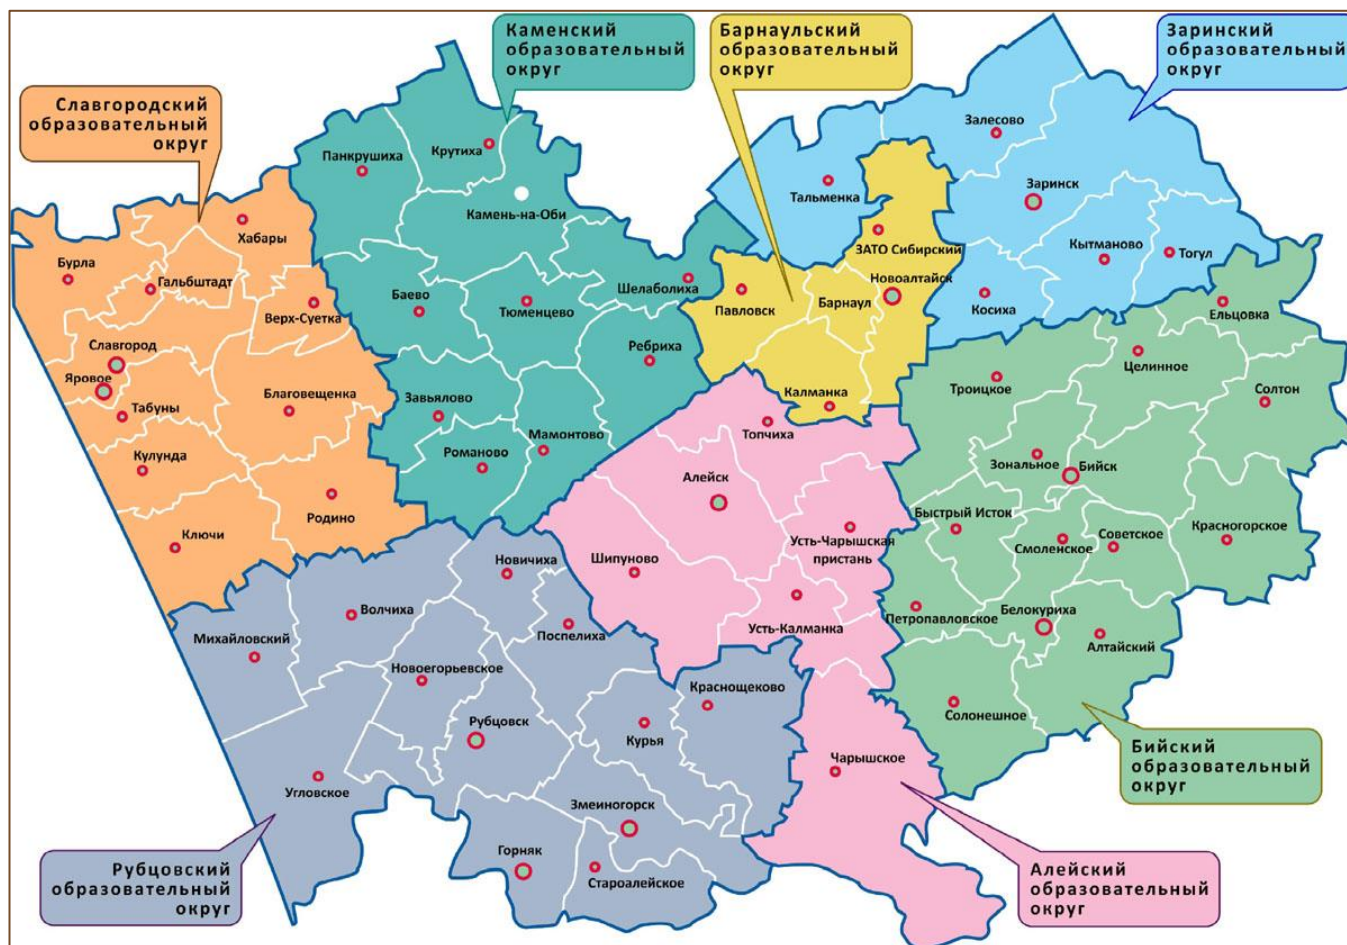 Каменский
образовательный
округ
Барнаульский
образовательный
округ
Заринский
образовательный
округ
Славгородский
образовательный
округ
Панкрушиха
Крутиха
Камень-на-Оби
Баево
Тюменцево
Шелаболиха
Ребриха
Завьялово
Романово
Мамонтово
Хабары
Бурла
Гальбштадт
Верх-Суетка
Славгород
Яровое
Табуны
Благовещенка
Кулунда
Родино
Ключи
Тальменка
Залесово
Заринск
Кытманово
Тогул
Косиха
ЗАТО Сибирский
Новоалтайск
Павловск
Барнаул
Калманка
Ельцовка
Целинное
Троицкое
Солтон
Зональное
Бийск
Быстрый Исток
Смоленское
Советское
Красногорское
Петропавловское
Белокуриха
Алтайский
Солонешное
Топчиха
Алейск
Усть-Чарышская
пристань
Шипуново
Усть-Калманка
Чарышское
Новичиха
Волчиха
Михайловский
Поспелиха
Новоегорьевское
Рубцовск
Краснощеково
Курья
Угловское
Змеиногорск
Горняк
Староалейское
Бийский
образовательный
округ
Рубцовский
образовательный
округ
Алейский
образовательный
округ